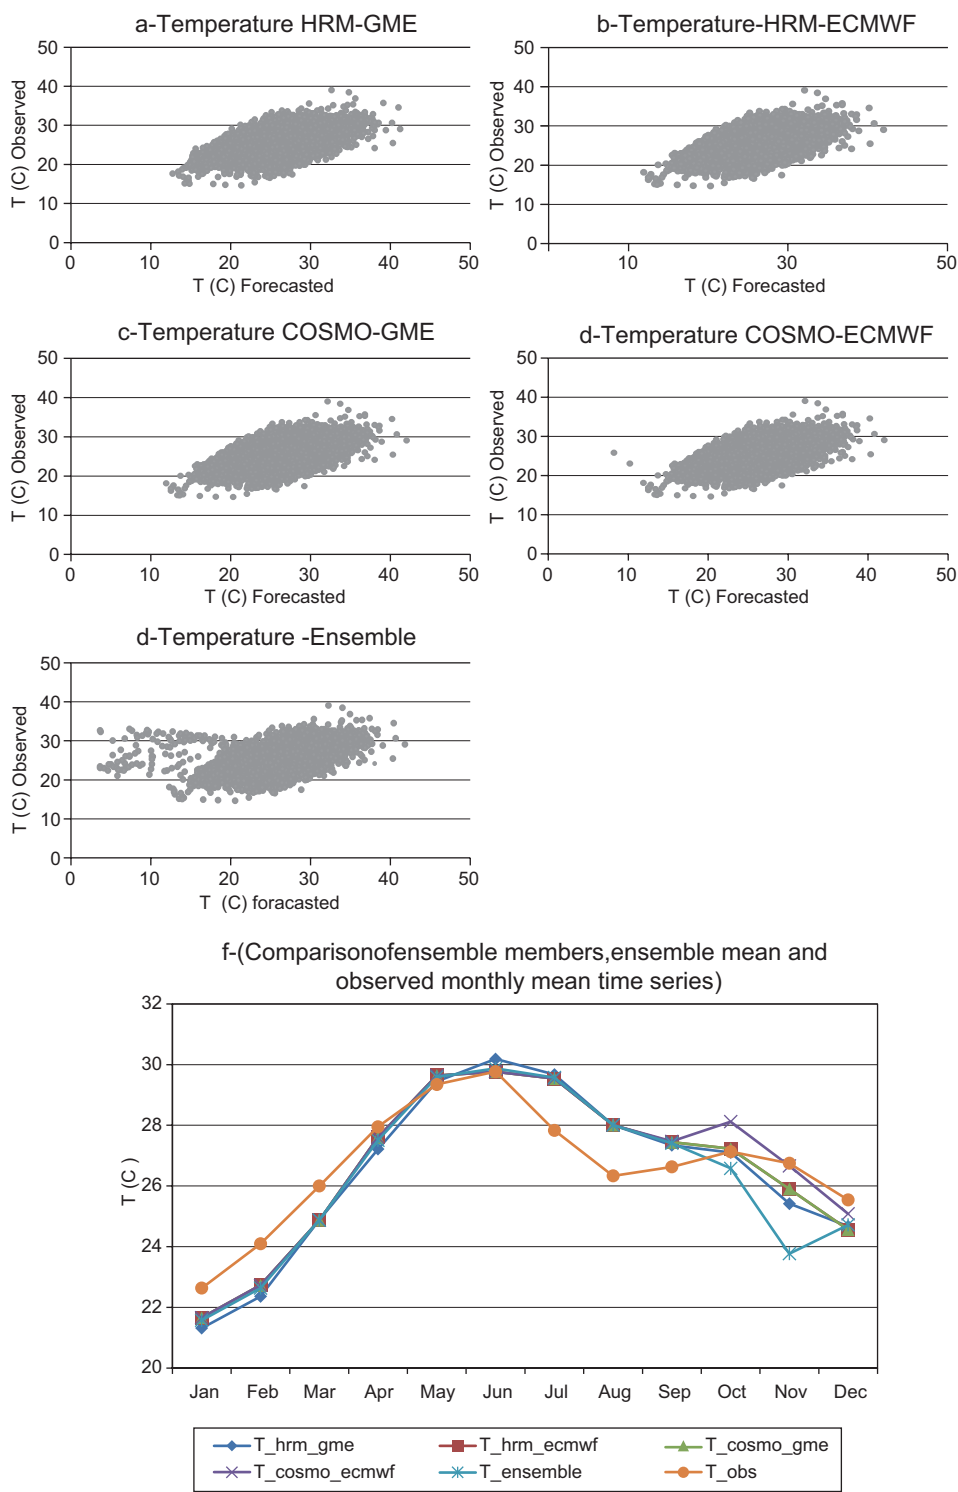 a-Temperature HRM-GME
50
40
30
20
10
0
T (C) Observed
0 10 20 30 40 50
T (C) Forecasted
b-Temperature-HRM-ECMWF
50
40
30
20
10
0
T (C) Observed
10 30 50
T (C) Forecasted
c-Temperature COSMO-GME
50
40
30
20
10
0
T (C) Observed
0 10 20 30 40 50
T (C) Forecasted
d-Temperature COSMO-ECMWF
50
40
30
20
10
0
T (C) Observed
0 10 20 30 40 50
T (C) Forecasted
d-Temperature -Ensemble
50
40
30
20
10
0
T (C) Observed
0 10 20 30 40 50
T (C) foracasted
f-(Comparisonofensemble members,ensemble mean and
observed monthly mean time series)
32
30
28
26
24
22
20
T (C )
Jan Feb Mar Apr May Jun Jul Aug Sep Oct Nov Dec
T_hrm_gme T_hrm_ecmwf T_cosmo_gme
T_cosmo_ecmwf T_ensemble T_obs